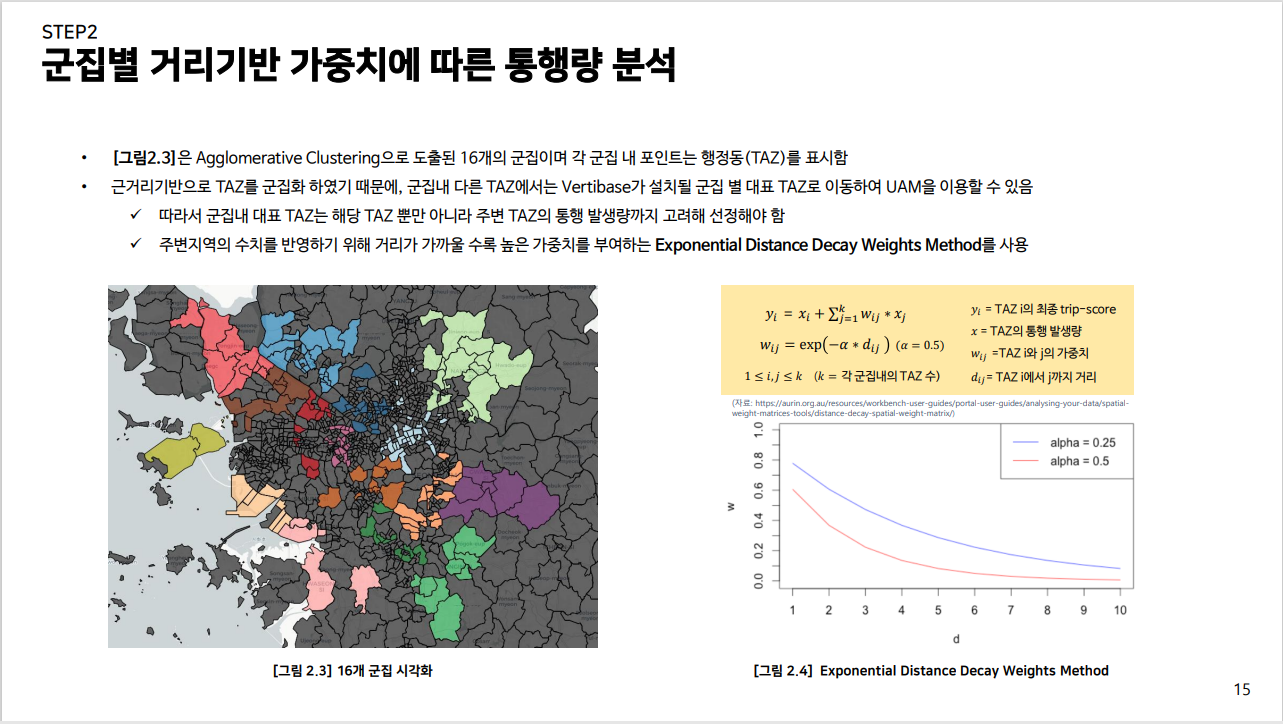 STEP2
군집별 거리기반 가중치에 따른 통행량 분석
• [그림2.3]은 Agglomerative Clustering으로 도출된 16개의 군집이며 각 군집 내 포인트는 행정동(TAZ)를 표시함
• 근거리기반으로 TAZ를 군집화 하였기 때문에, 군집내 다른 TAZ에서는 Vertibase가 설치될 군집 별 대표 TAZ로 이동하여 UAM을 이용할 수 있음
✓ 따라서 군집내 대표 TAZ는 해당 TAZ 뿐만 아니라 주변 TAZ의 통행 발생량까지 고려해 선정해야 함
✓ 주변지역의 수치를 반영하기 위해 거리가 가까울 수록 높은 가중치를 부여하는 Exponential Distance Decay Weights Method를 사용
[그림 2.3] 16개 군집 시각화
y_i = x_i + ∑_{j=1}^{k} w_{ij} * x_j
w_{ij} = exp(−α * d_{ij}) (α = 0.5)
1 ≤ i, j ≤ k (k = 각 군집내의 TAZ 수)
y_i = TAZ i의 최종 trip-score
x = TAZ의 통행 발생량
w_{ij} =TAZ i와 j의 가중치
d_{ij}= TAZ i에서 j까지 거리
(자료: https://aurin.org.au/resources/workbench-user-guides/portal-user-guides/analysing-your-data/spatial-
weight-matrices-tools/distance-decay-spatial-weight-matrix/)
alpha = 0.25
alpha = 0.5
w
1.0
0.8
0.6
0.4
0.2
0.0
1 2 3 4 5 6 7 8 9 10
d
[그림 2.4] Exponential Distance Decay Weights Method
15